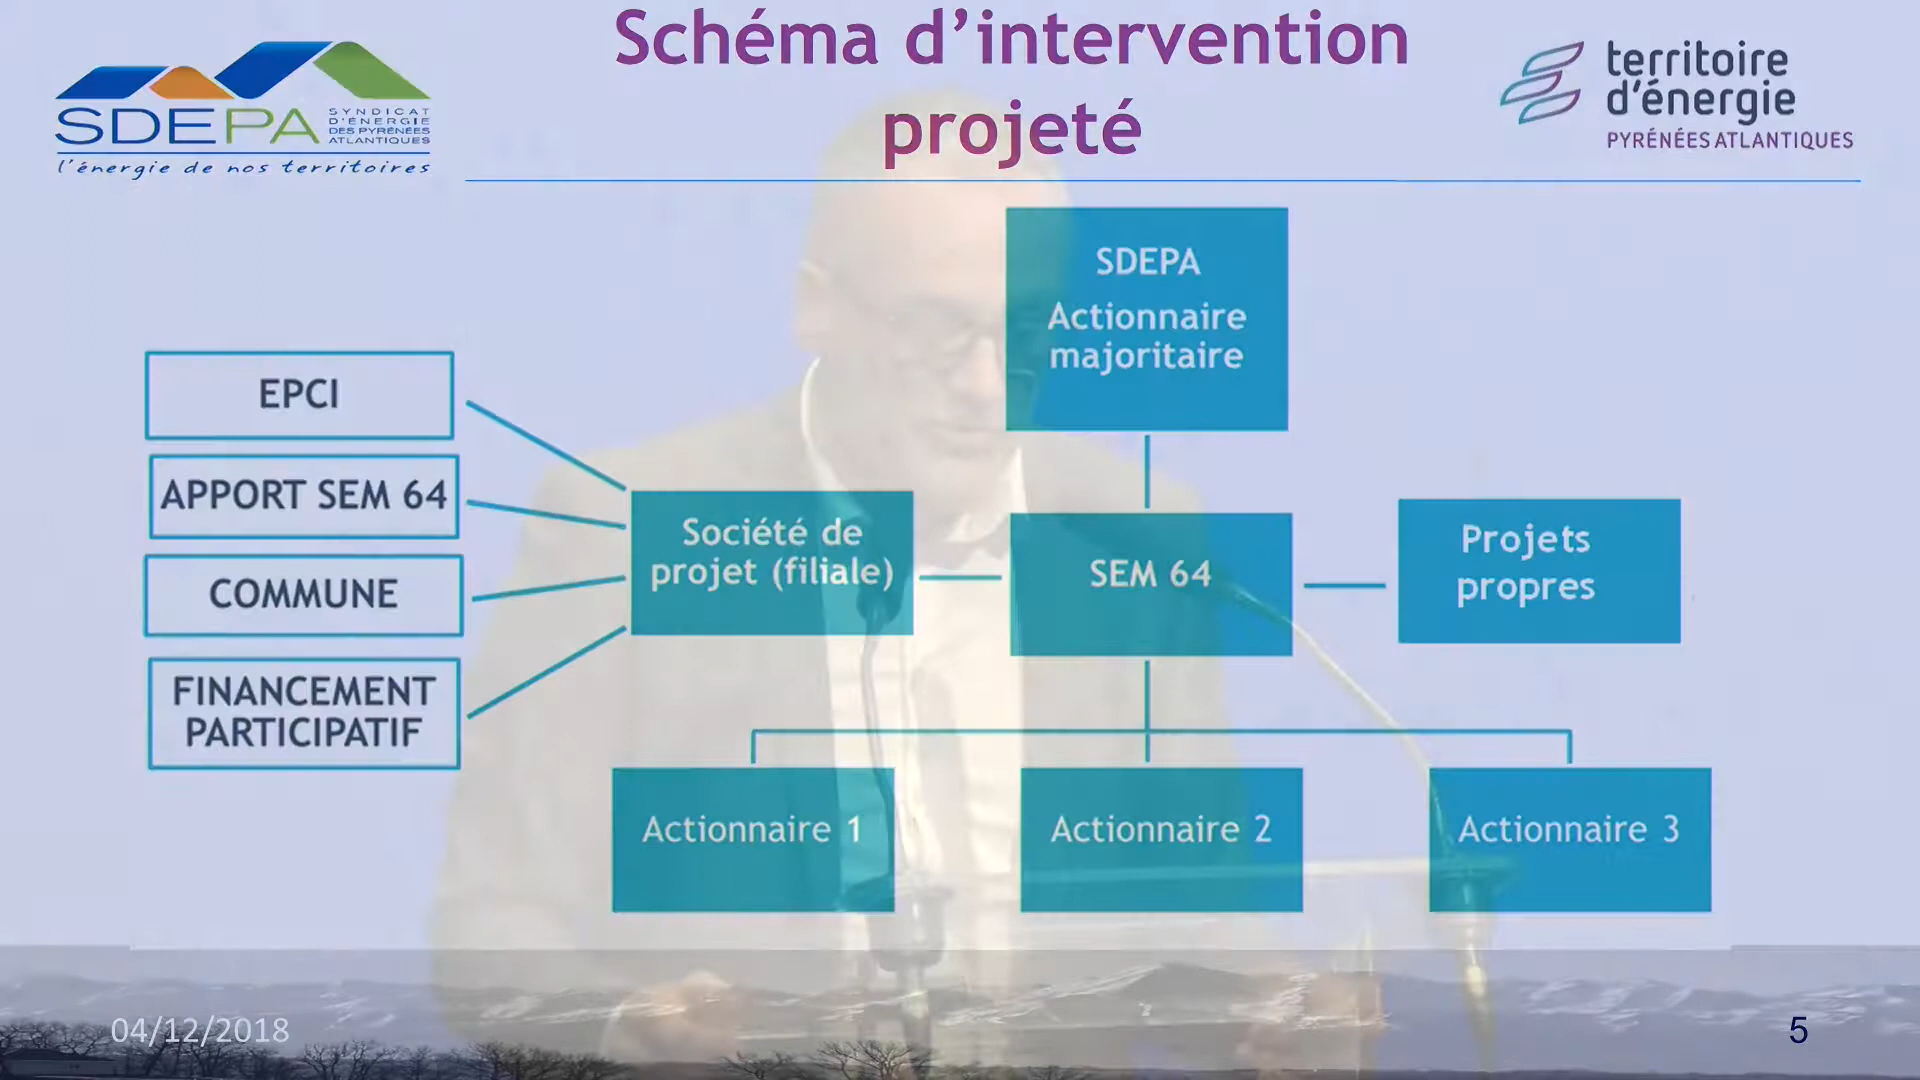 Schéma d’intervention
projeté
SDEPA
SYNDICAT
D'ÉNERGIE
DES PYRÉNÉES
ATLANTIQUES
l'énergie de nos territoires
territoire
d'énergie
PYRÉNÉES ATLANTIQUES
SDEPA
Actionnaire
majoritaire
EPCI
APPORT SEM 64
COMMUNE
FINANCEMENT
PARTICIPATIF
Société de
projet (filiale)
SEM 64
Projets
propres
Actionnaire 1
Actionnaire 2
Actionnaire 3
04/12/2018
5